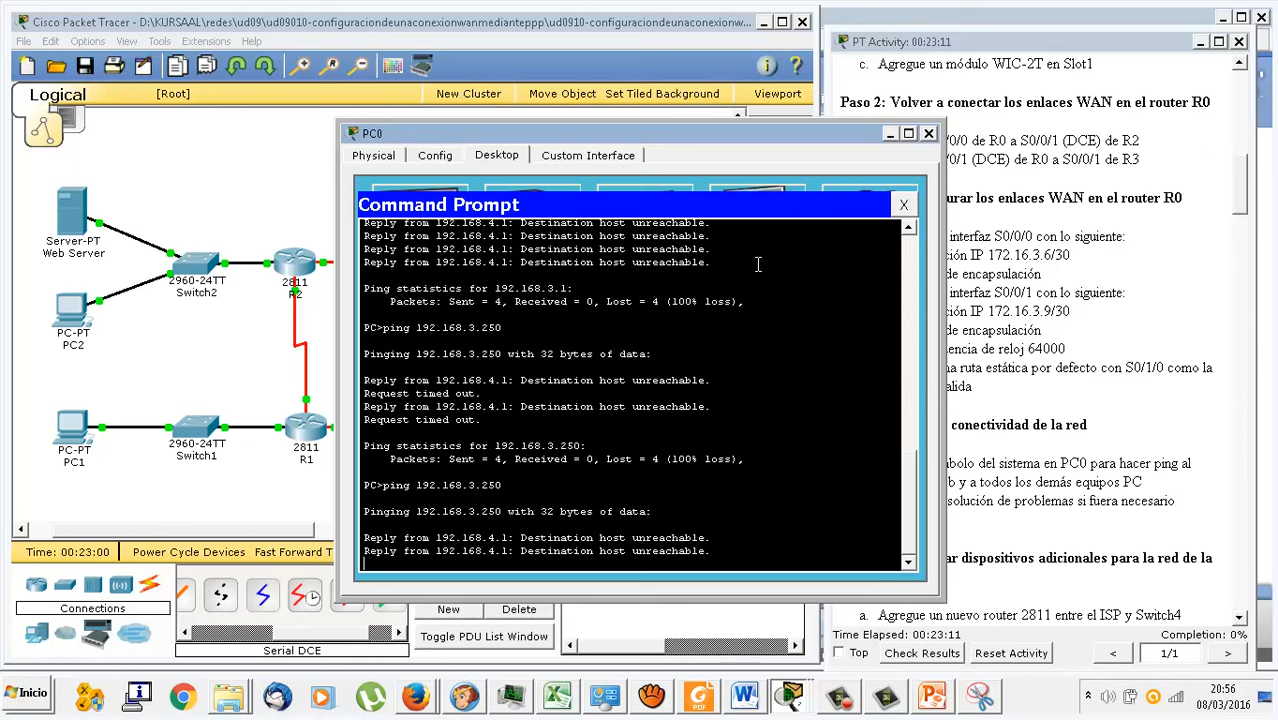 Cisco Packet Tracer - D:\KURSAAL\redes\ud09\ud09010-configuraciondeunaconexionwanmedianteppp\ud0910-configuraciondeunaconexionw...
File Edit Options View Tools Extensions Help
Logical
[Root]
New Cluster
Move Object
Set Tiled Background
Viewport
Server-PT
Web Server
2960-24TT
Switch2
2811
R2
PC-PT
PC2
PC-PT
PC1
2960-24TT
Switch1
2811
R1
Time: 00:23:00
Power Cycle Devices
Fast Forward T
Connections
Serial DCE
New
Delete
Toggle PDU List Window
PC0
Physical
Config
Desktop
Custom Interface
Command Prompt
X
Reply from 192.168.4.1: Destination host unreachable.
Reply from 192.168.4.1: Destination host unreachable.
Reply from 192.168.4.1: Destination host unreachable.
Reply from 192.168.4.1: Destination host unreachable.
Ping statistics for 192.168.3.1:
Packets: Sent = 4, Received = 0, Lost = 4 (100% loss),
PC>ping 192.168.3.250
Pinging 192.168.3.250 with 32 bytes of data:
Reply from 192.168.4.1: Destination host unreachable.
Request timed out.
Reply from 192.168.4.1: Destination host unreachable.
Request timed out.
Ping statistics for 192.168.3.250:
Packets: Sent = 4, Received = 0, Lost = 4 (100% loss),
PC>ping 192.168.3.250
Pinging 192.168.3.250 with 32 bytes of data:
Reply from 192.168.4.1: Destination host unreachable.
Reply from 192.168.4.1: Destination host unreachable.
PT Activity: 00:23:11
c. Agregue un módulo WIC-2T en Slot1
Paso 2: Volver a conectar los enlaces WAN en el router R0
/0/0 de R0 a S0/0/1 (DCE) de R2
/0/1 (DCE) de R0 a S0/0/1 de R3
urar los enlaces WAN en el router R0
interfaz S0/0/0 con lo siguiente:
ción IP 172.16.3.6/30
de encapsulación
interfaz S0/0/1 con lo siguiente:
ción IP 172.16.3.9/30
de encapsulación
encia de reloj 64000
na ruta estática por defecto con S0/1/0 como la
alida
conectividad de la red
bolo del sistema en PC0 para hacer ping al
b y a todos los demás equipos PC
solución de problemas si fuera necesario
ar dispositivos adicionales para la red de la
a. Agregue un nuevo router 2811 entre el ISP y Switch4
Time Elapsed: 00:23:11
Completion: 0%
Top
Check Results
Reset Activity
<
1/1
>
Inicio
20:56
08/03/2016